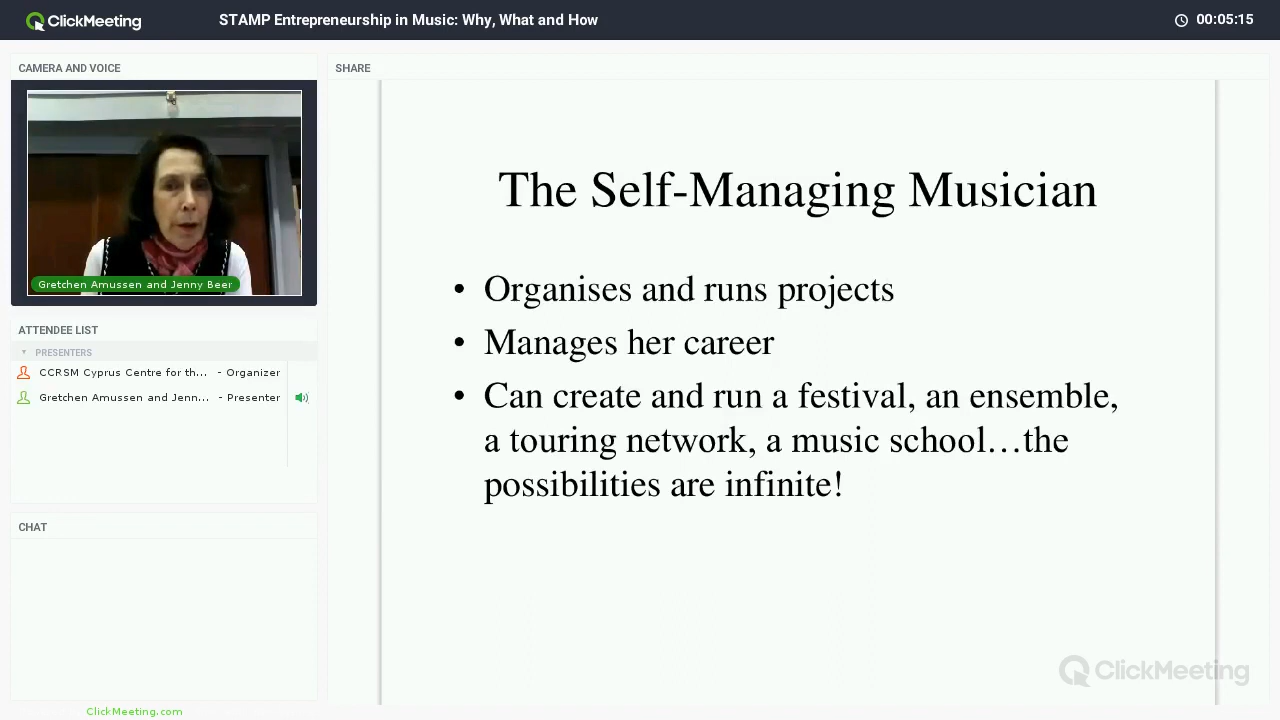 ClickMeeting
STAMP Entrepreneurship in Music: Why, What and How
00:05:15
CAMERA AND VOICE
Gretchen Amussen and Jenny Beer
ATTENDEE LIST
PRESENTERS
CCRSM Cyprus Centre for th... - Organizer
Gretchen Amussen and Jenn... - Presenter
CHAT
ClickMeeting.com
SHARE
The Self-Managing Musician
• Organises and runs projects
• Manages her career
• Can create and run a festival, an ensemble,
a touring network, a music school…the
possibilities are infinite!
ClickMeeting